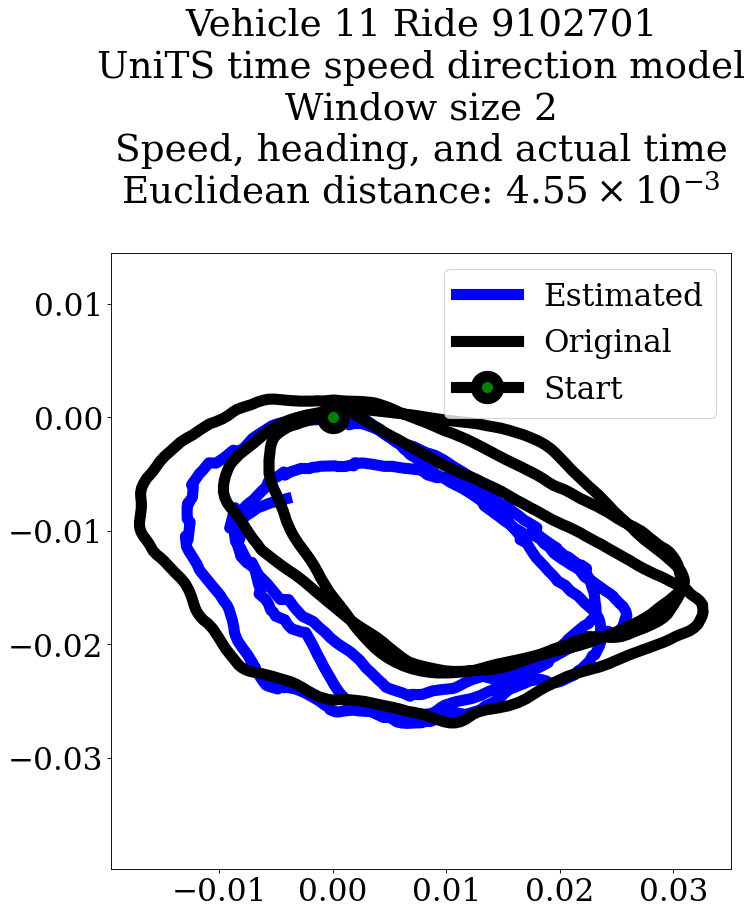 Vehicle 11 Ride 9102701
UniTS time speed direction model
Window size 2
Speed, heading, and actual time
Euclidean distance: 4.55 × 10⁻³
Estimated
Original
Start
0.01
0.00
−0.01
−0.02
−0.03
−0.01 0.00 0.01 0.02 0.03